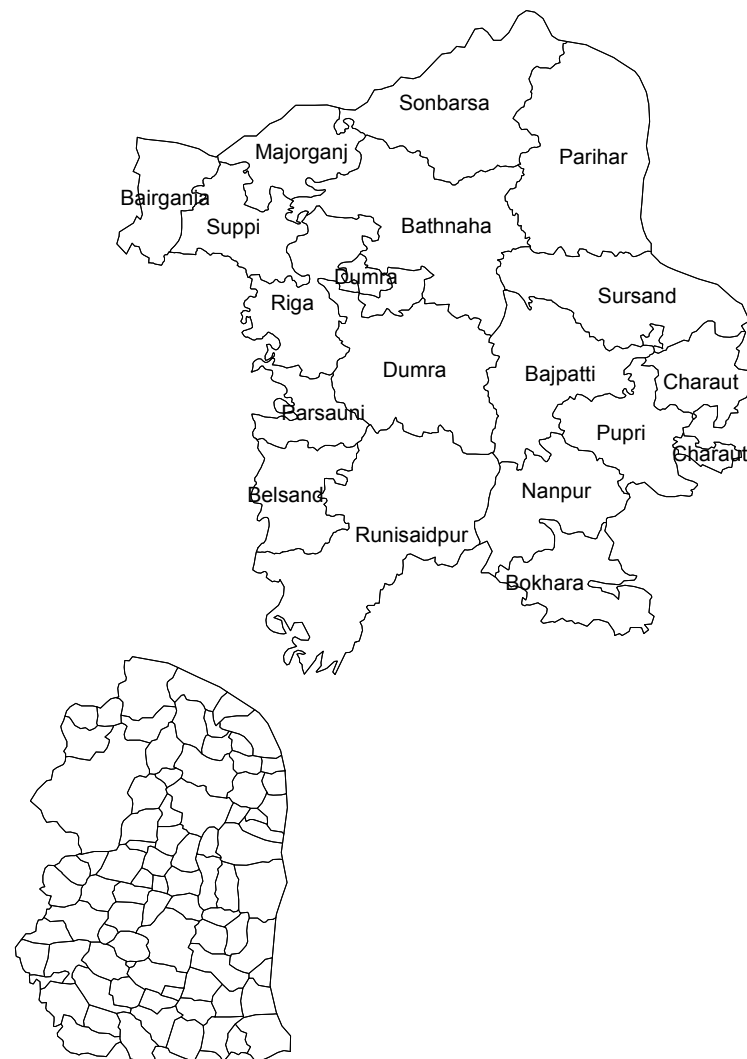 Sonbarsa
Majorganj
Parihar
Bairgania
Suppi
Bathnaha
Dumra
Riga
Sursand
Dumra
Bajpatti
Charaut
Parsauni
Pupri
Charaut
Belsand
Nanpur
Runisaidpur
Bokhara